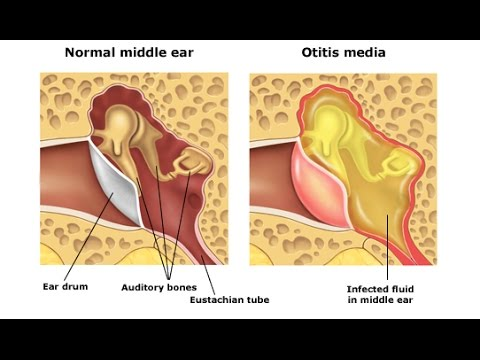 Normal middle ear
Otitis media
Ear drum
Auditory bones
Eustachian tube
Infected fluid
in middle ear